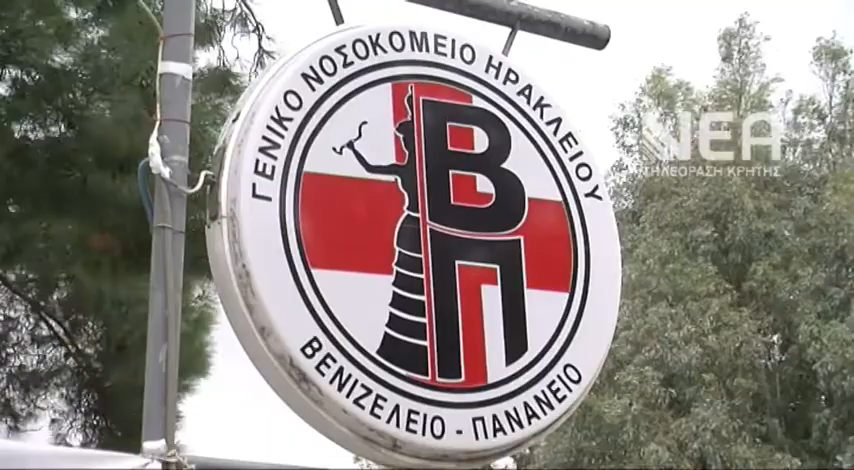 ΓΕΝΙΚΟ ΝΟΣΟΚΟΜΕΙΟ ΗΡΑΚΛΕΙΟΥ
ΒΠ
ΒΕΝΙΖΕΛΕΙΟ - ΠΑΝΑΝΕΙΟ
ΝΕΑ
ΤΗΛΕΟΡΑΣΗ ΚΡΗΤΗΣ